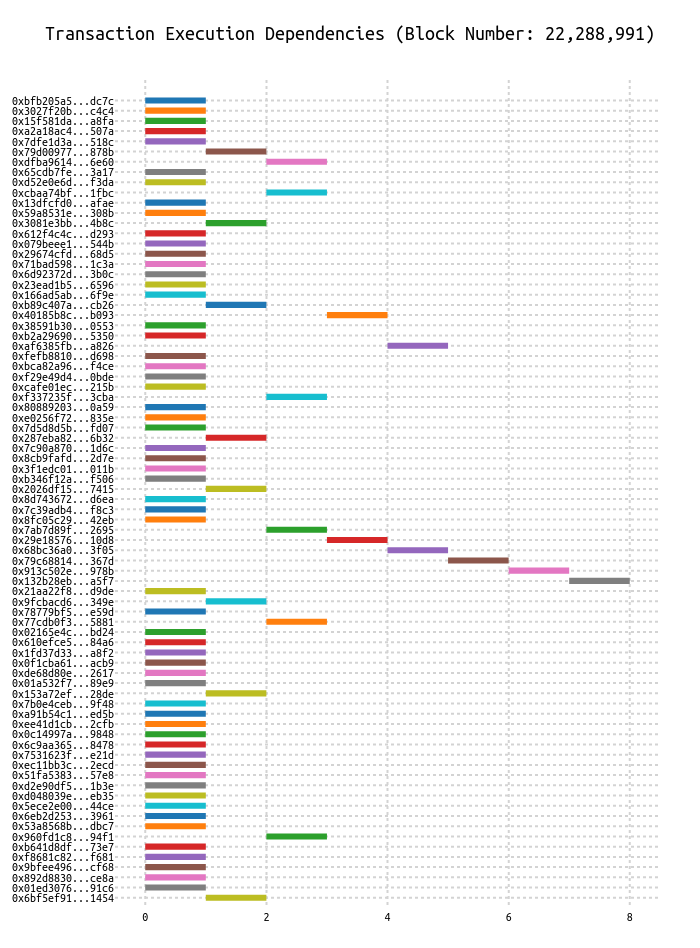 Transaction Execution Dependencies (Block Number: 22,288,991)
0xbfb205a5...dc7c
0x3027f20b...c4c4
0x15f581da...a8fa
0xa2a18ac4...507a
0x7dfe1d3a...518c
0x79d00977...878b
0xdfba9614...6e60
0x65cdb7fe...3a17
0xd52e0e6d...f3da
0xcbaa74bf...1fbc
0x13dfcfd0...afae
0x59a8531e...308b
0x3081e3bb...4b8c
0x612f4c4c...d293
0x079beee1...544b
0x29674cfd...68d5
0x71bad598...1c3a
0x6d92372d...3b0c
0x23ead1b5...6596
0x166ad5ab...6f9e
0xb89c407a...cb26
0x40185b8c...b093
0x38591b30...0553
0xb2a29690...5350
0xaf6385fb...a826
0xfefb8810...d698
0xbca82a96...f4ce
0xf29e49d4...0bde
0xcafe01ec...215b
0xf337235f...3cba
0x80889203...0a59
0xe0256f72...835e
0x7d5d8d5b...fd07
0x287eba82...6b32
0x7c90a870...1d6c
0x8cb9fafd...2d7e
0x3f1edc01...011b
0xb346f12a...f506
0x2026df15...7415
0x8d743672...d6ea
0x7c39adb4...f8c3
0x8fc05c29...42eb
0x7ab7d89f...2695
0x29e18576...10d8
0x68bc36a0...3f05
0x79c68814...367d
0x913c502e...978b
0x132b28eb...a5f7
0x21aa22f8...d9de
0x9fcbacd6...349e
0x78779bf5...e59d
0x77cdb0f3...5881
0x02165e4c...bd24
0x610efce5...84a6
0x1fd37d33...a8f2
0x0f1cba61...acb9
0xde68d80e...2617
0x01a532f7...89e9
0x153a72ef...28de
0x7b0e4ceb...9f48
0xa91b54c1...ed5b
0xee41d1cb...2cfb
0x0c14997a...9848
0x6c9aa365...8478
0x7531623f...e21d
0xec11bb3c...2ecd
0x51fa5383...57e8
0xd2e90df5...1b3e
0xd048039e...eb35
0x5ece2e00...44ce
0x6eb2d253...3961
0x53a8568b...dbc7
0x960fd1c8...94f1
0xb641d8df...73e7
0xf8681c82...f681
0x9bfee496...cf68
0x892d8830...ce8a
0x01ed3076...91c6
0x6bf5ef91...1454
0 2 4 6 8